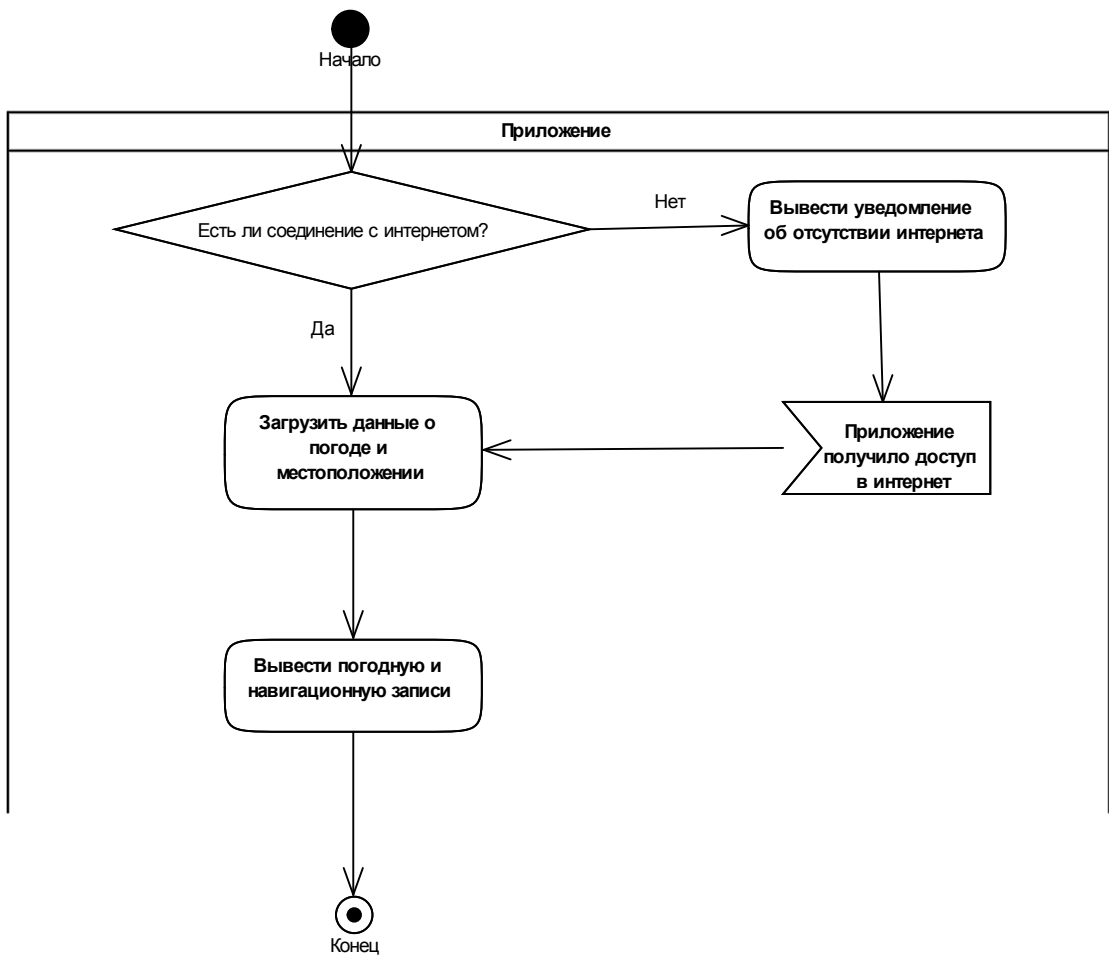 Начало
Приложение
Есть ли соединение с интернетом?
Нет
Вывести уведомление
об отсутствии интернета
Да
Загрузить данные о
погоде и
местоположении
Приложение
получило доступ
в интернет
Вывести погодную и
навигационную записи
Конец